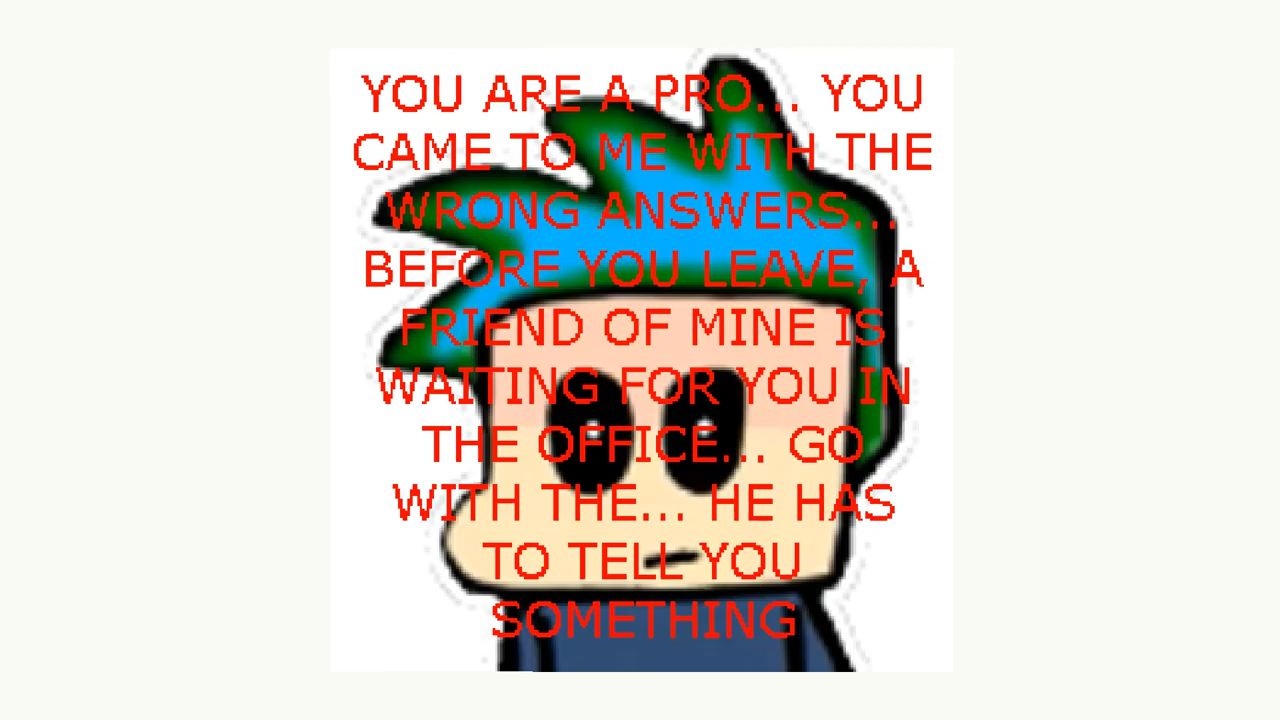 YOU ARE A PRO... YOU
CAME TO ME WITH THE
WRONG ANSWERS...
BEFORE YOU LEAVE, A
FRIEND OF MINE IS
WAITING FOR YOU IN
THE OFFICE... GO
WITH THE... HE HAS
TO TELL YOU
SOMETHING